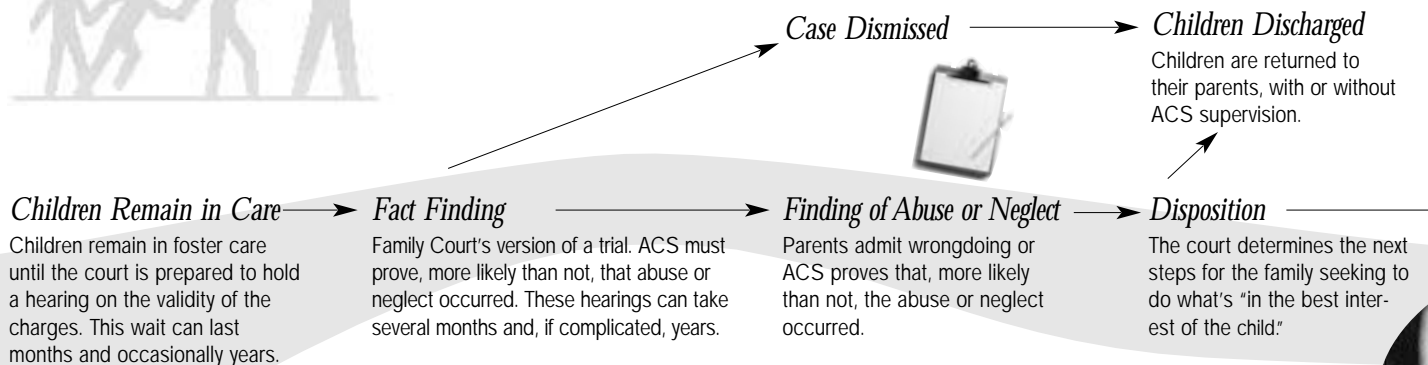 Case Dismissed
Children Discharged
Children are returned to
their parents, with or without
ACS supervision.
Children Remain in Care
Children remain in foster care
until the court is prepared to hold
a hearing on the validity of the
charges. This wait can last
months and occasionally years.
Fact Finding
Family Court's version of a trial. ACS must
prove, more likely than not, that abuse or
neglect occurred. These hearings can take
several months and, if complicated, years.
Finding of Abuse or Neglect
Parents admit wrongdoing or
ACS proves that, more likely
than not, the abuse or neglect
occurred.
Disposition
The court determines the next
steps for the family seeking to
do what's "in the best inter-
est of the child."